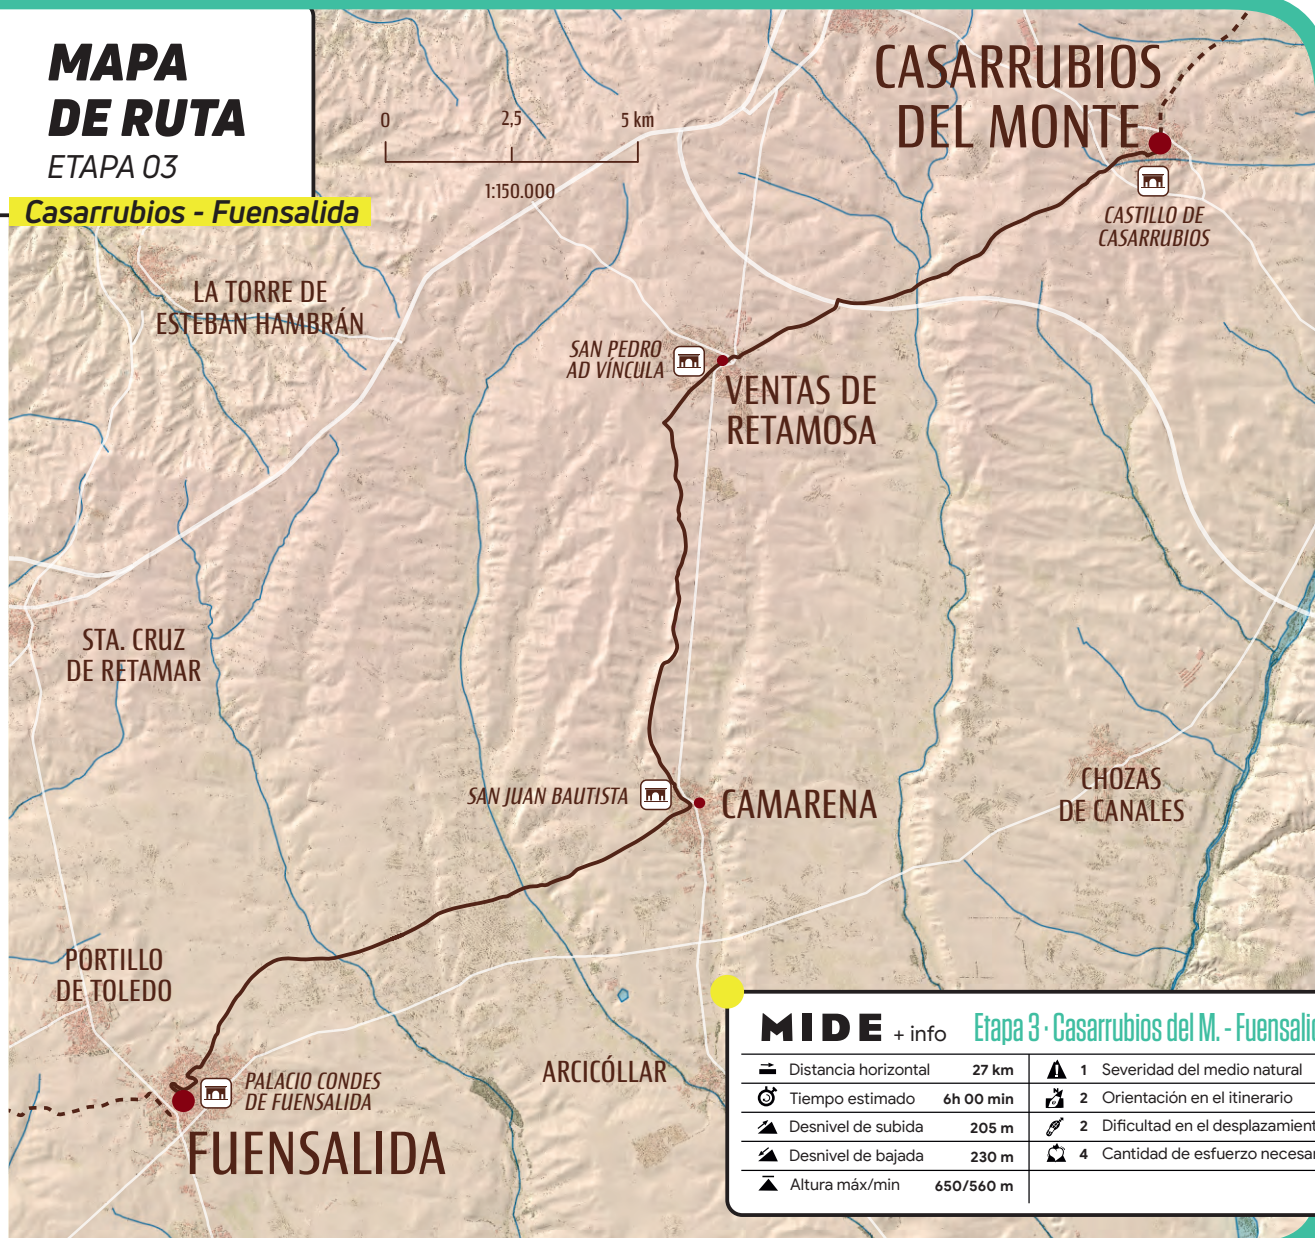 MAPA
DE RUTA
ETAPA 03
Casarrubios - Fuensalida
0 2,5 5 km
1:150.000
CASARRUBIOS
DEL MONTE
CASTILLO DE
CASARRUBIOS
LA TORRE DE
ESTEBAN HAMBRÁN
SAN PEDRO
AD VÍNCULA
VENTAS DE
RETAMOSA
STA. CRUZ
DE RETAMAR
SAN JUAN BAUTISTA
CAMARENA
CHOZAS
DE CANALES
PORTILLO
DE TOLEDO
ARCICÓLLAR
PALACIO CONDES
DE FUENSALIDA
FUENSALIDA
MIDE + info Etapa 3 · Casarrubios del M. - Fuensalid
Distancia horizontal 27 km 1 Severidad del medio natural
Tiempo estimado 6h 00 min 2 Orientación en el itinerario
Desnivel de subida 205 m 2 Dificultad en el desplazamient
Desnivel de bajada 230 m 4 Cantidad de esfuerzo necesar
Altura máx/min 650/560 m